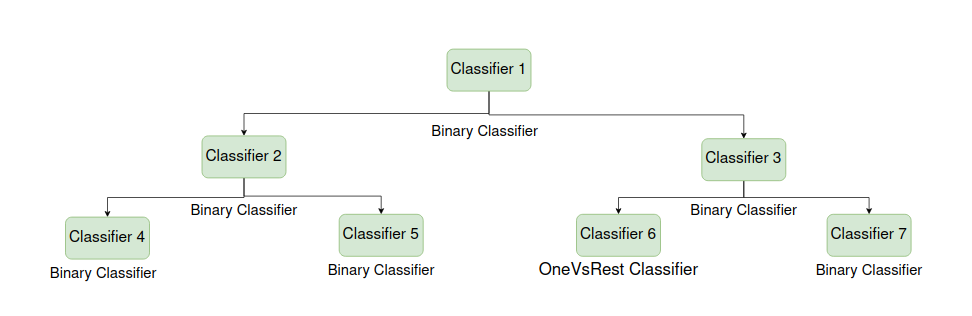 Classifier 1
Binary Classifier
Classifier 2
Classifier 3
Binary Classifier
Binary Classifier
Classifier 4
Classifier 5
Classifier 6
Classifier 7
Binary Classifier
Binary Classifier
OneVsRest Classifier
Binary Classifier